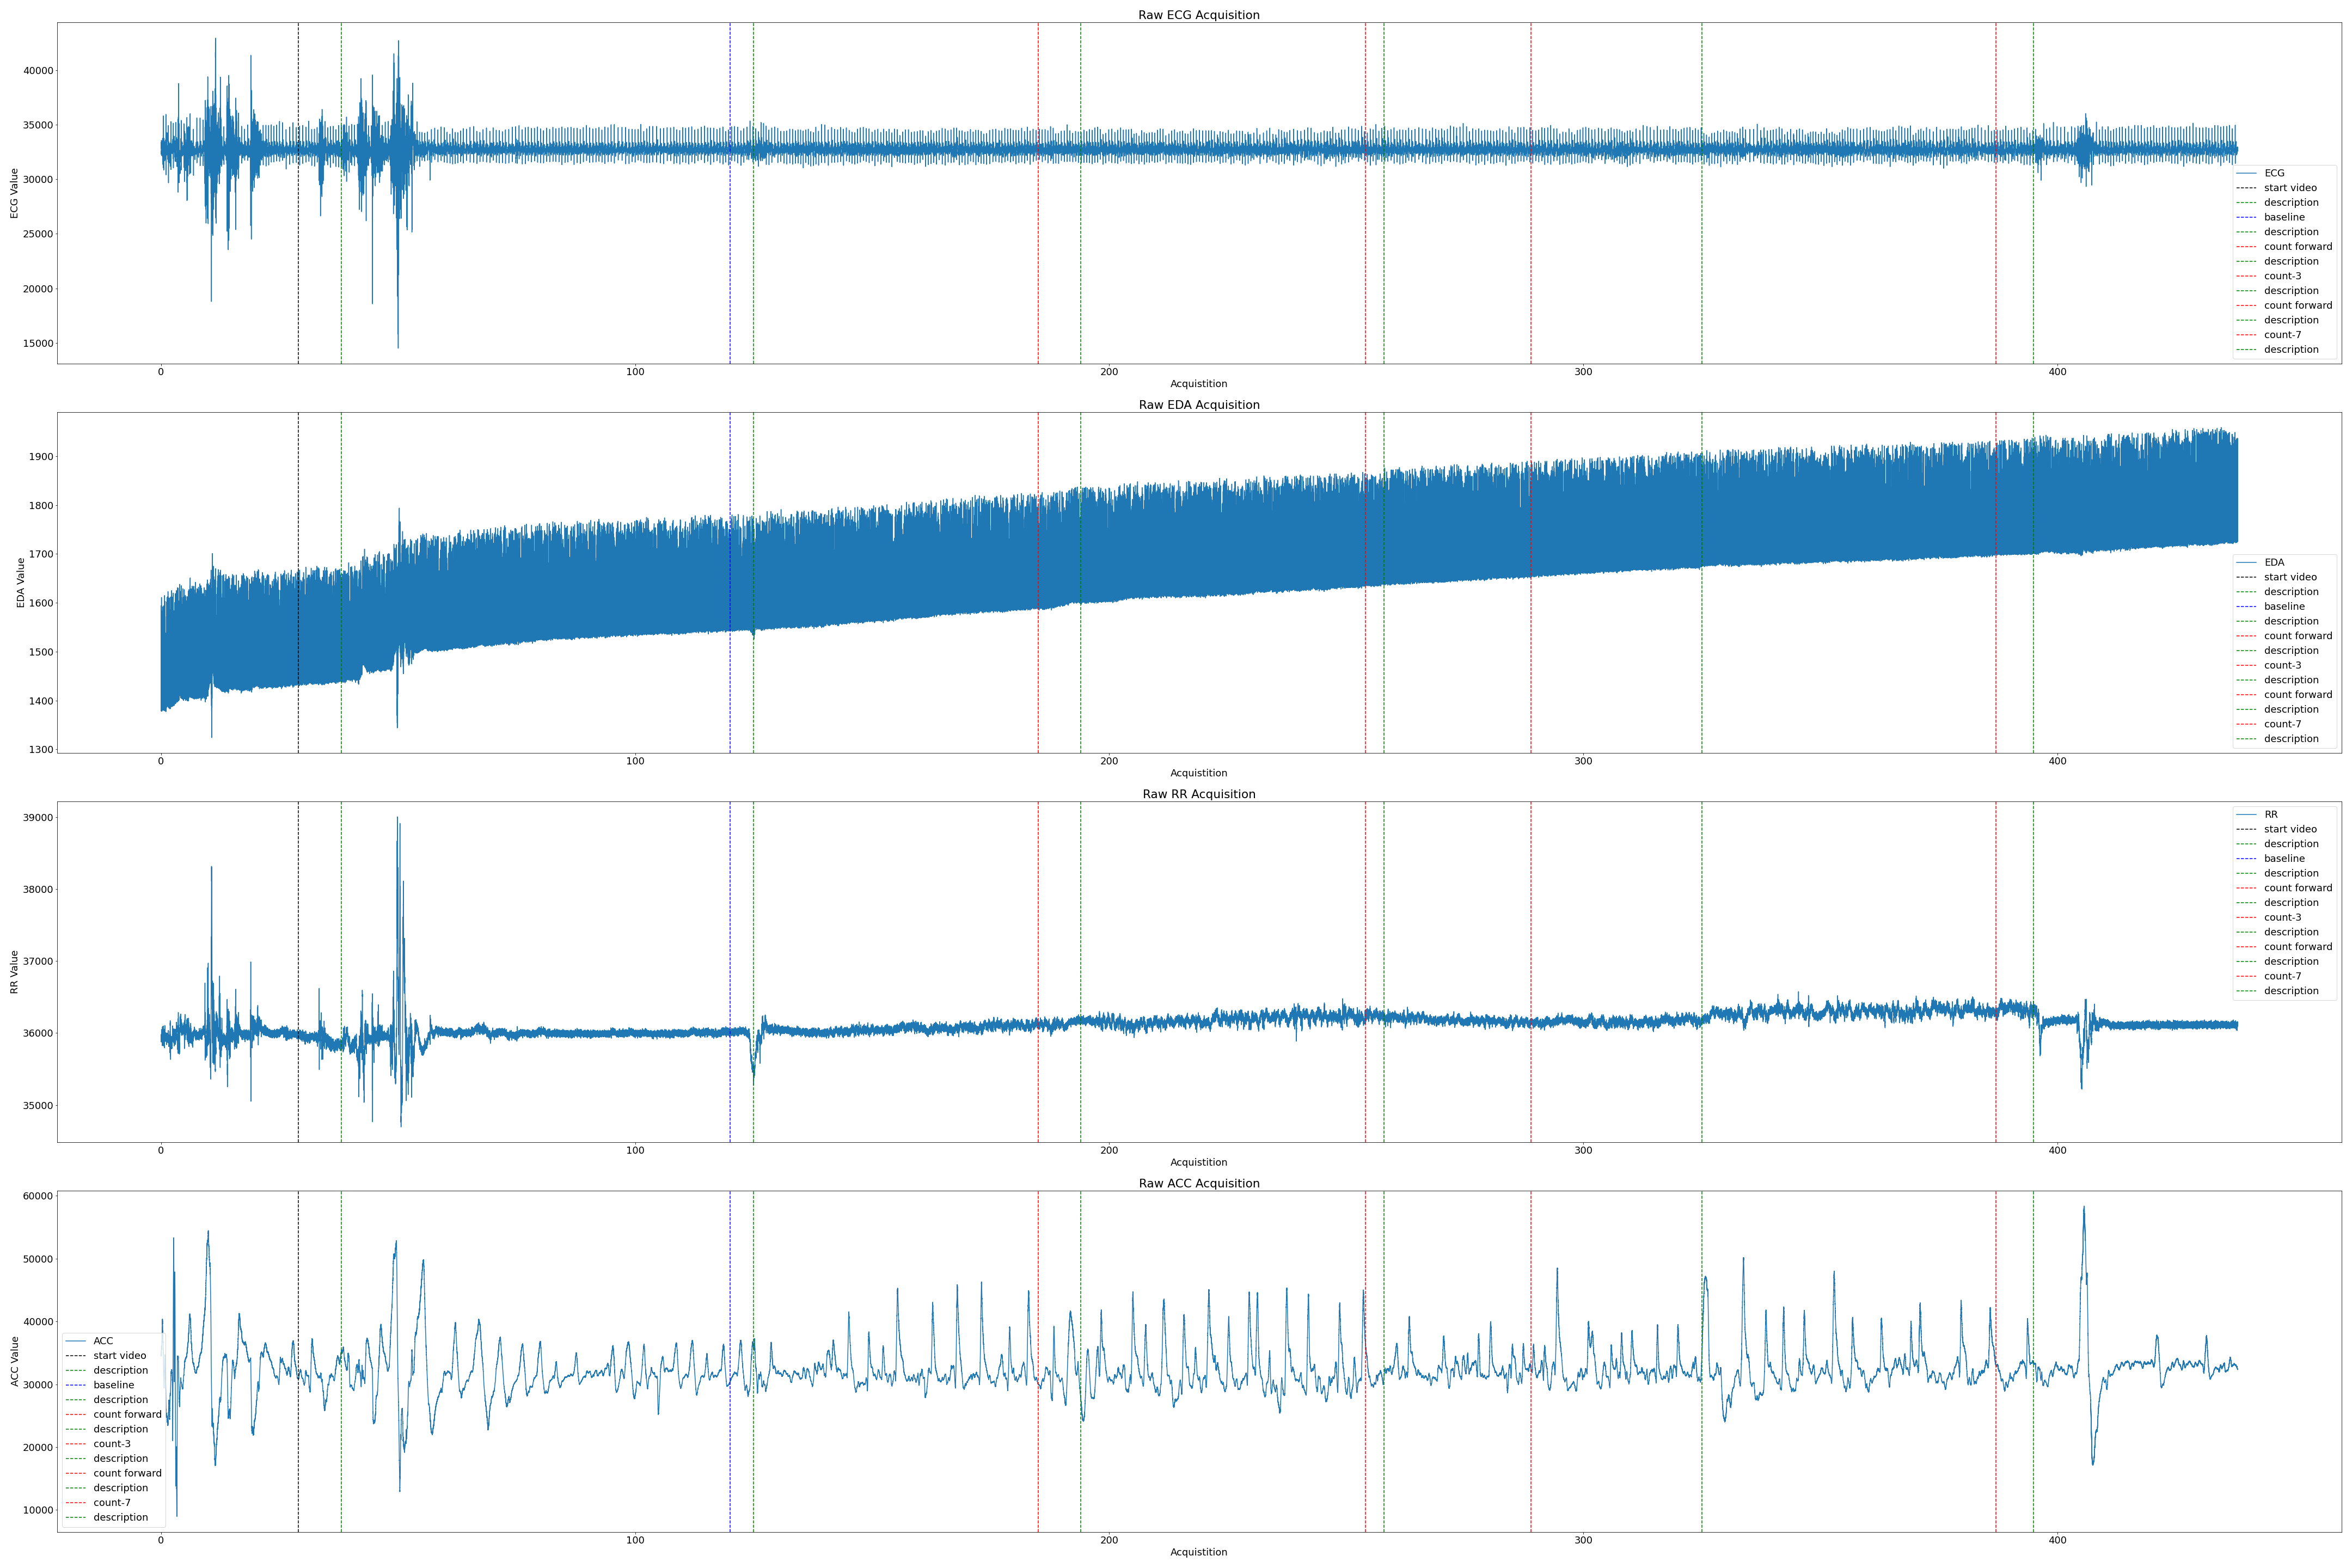 Raw ECG Acquisition
ECG Value
40000
35000
30000
25000
20000
15000
ECG
start video
description
baseline
description
count forward
description
count-3
description
count forward
description
count-7
description
0
100
200
300
400
Acquistition
Raw EDA Acquisition
EDA Value
1900
1800
1700
1600
1500
1400
1300
EDA
start video
description
baseline
description
count forward
description
count-3
description
count forward
description
count-7
description
0
100
200
300
400
Acquistition
Raw RR Acquisition
RR Value
39000
38000
37000
36000
35000
RR
start video
description
baseline
description
count forward
description
count-3
description
count forward
description
count-7
description
0
100
200
300
400
Acquistition
Raw ACC Acquisition
ACC Value
60000
50000
40000
30000
20000
10000
ACC
start video
description
baseline
description
count forward
description
count-3
description
count forward
description
count-7
description
0
100
200
300
400
Acquistition